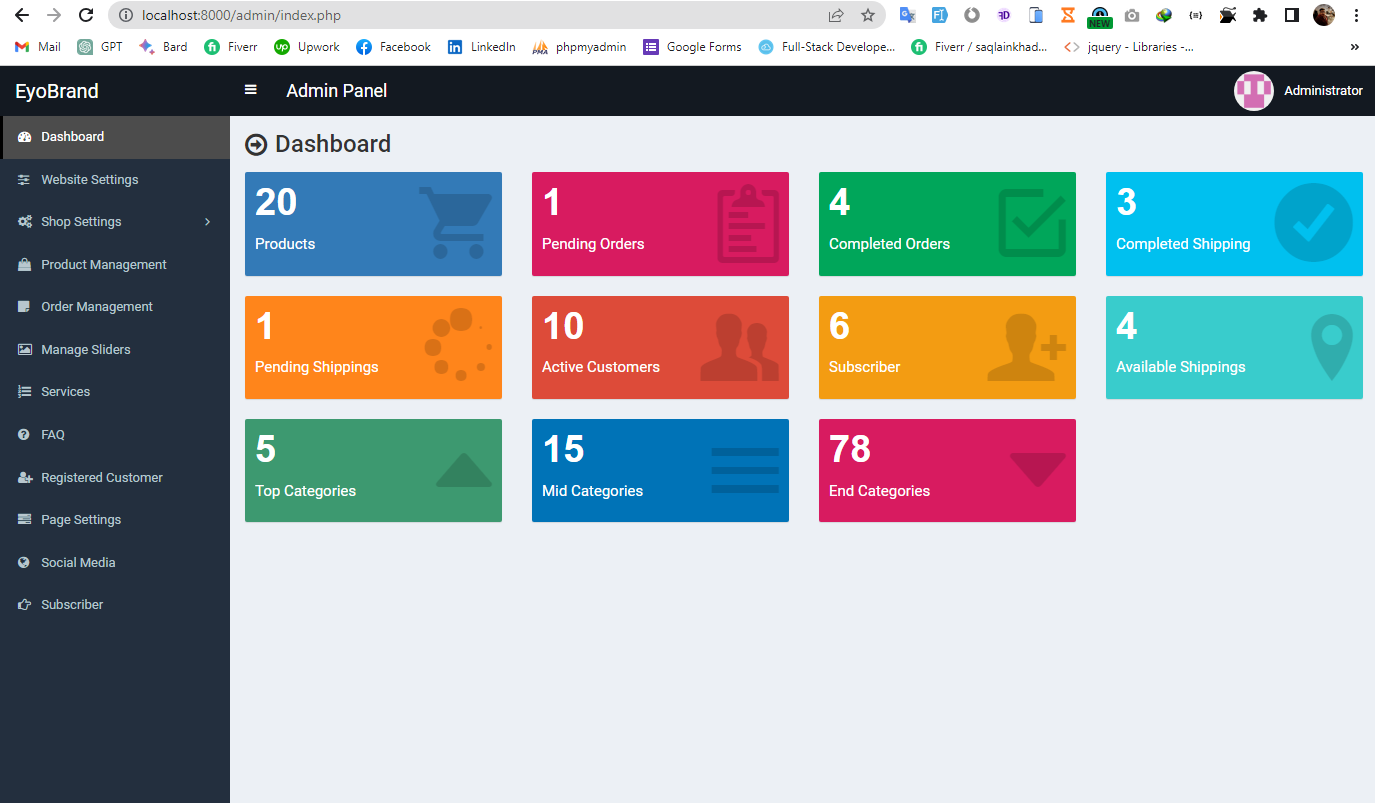 localhost:8000/admin/index.php
NEW
Mail GPT Bard Fiverr Upwork Facebook LinkedIn phpmyadmin Google Forms Full-Stack Develope... Fiverr / saqlainkhad... jquery - Libraries -... »
EyoBrand
Admin Panel
Administrator
Dashboard
Website Settings
Shop Settings
Product Management
Order Management
Manage Sliders
Services
FAQ
Registered Customer
Page Settings
Social Media
Subscriber
Dashboard
20
Products
1
Pending Orders
4
Completed Orders
3
Completed Shipping
1
Pending Shippings
10
Active Customers
6
Subscriber
4
Available Shippings
5
Top Categories
15
Mid Categories
78
End Categories